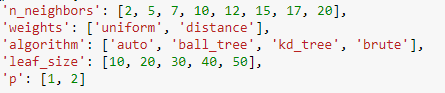 'n_neighbors': [2, 5, 7, 10, 12, 15, 17, 20],
'weights': ['uniform', 'distance'],
'algorithm': ['auto', 'ball_tree', 'kd_tree', 'brute'],
'leaf_size': [10, 20, 30, 40, 50],
'p': [1, 2]